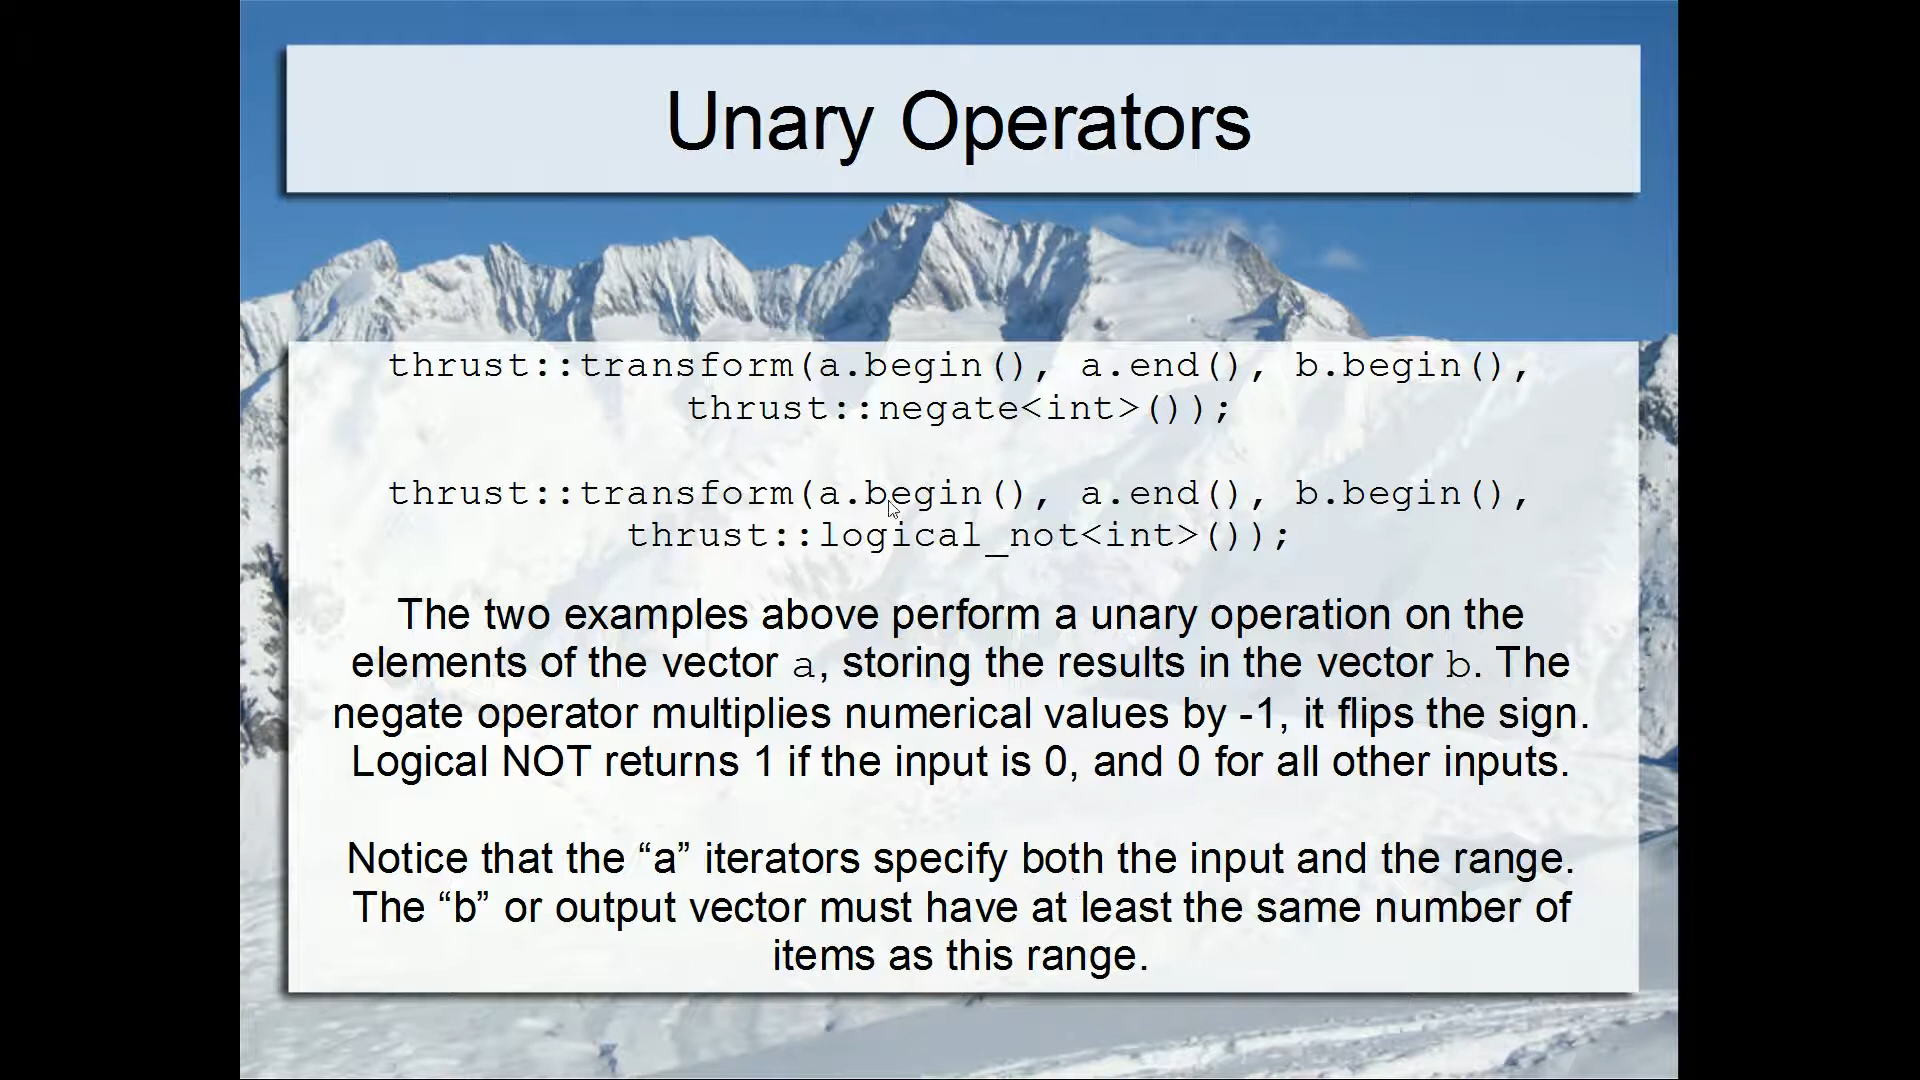 Unary Operators
thrust::transform(a.begin(), a.end(), b.begin(),
thrust::negate<int>());
thrust::transform(a.begin(), a.end(), b.begin(),
thrust::logical_not<int>());
The two examples above perform a unary operation on the
elements of the vector a, storing the results in the vector b. The
negate operator multiplies numerical values by -1, it flips the sign.
Logical NOT returns 1 if the input is 0, and 0 for all other inputs.
Notice that the “a” iterators specify both the input and the range.
The “b” or output vector must have at least the same number of
items as this range.